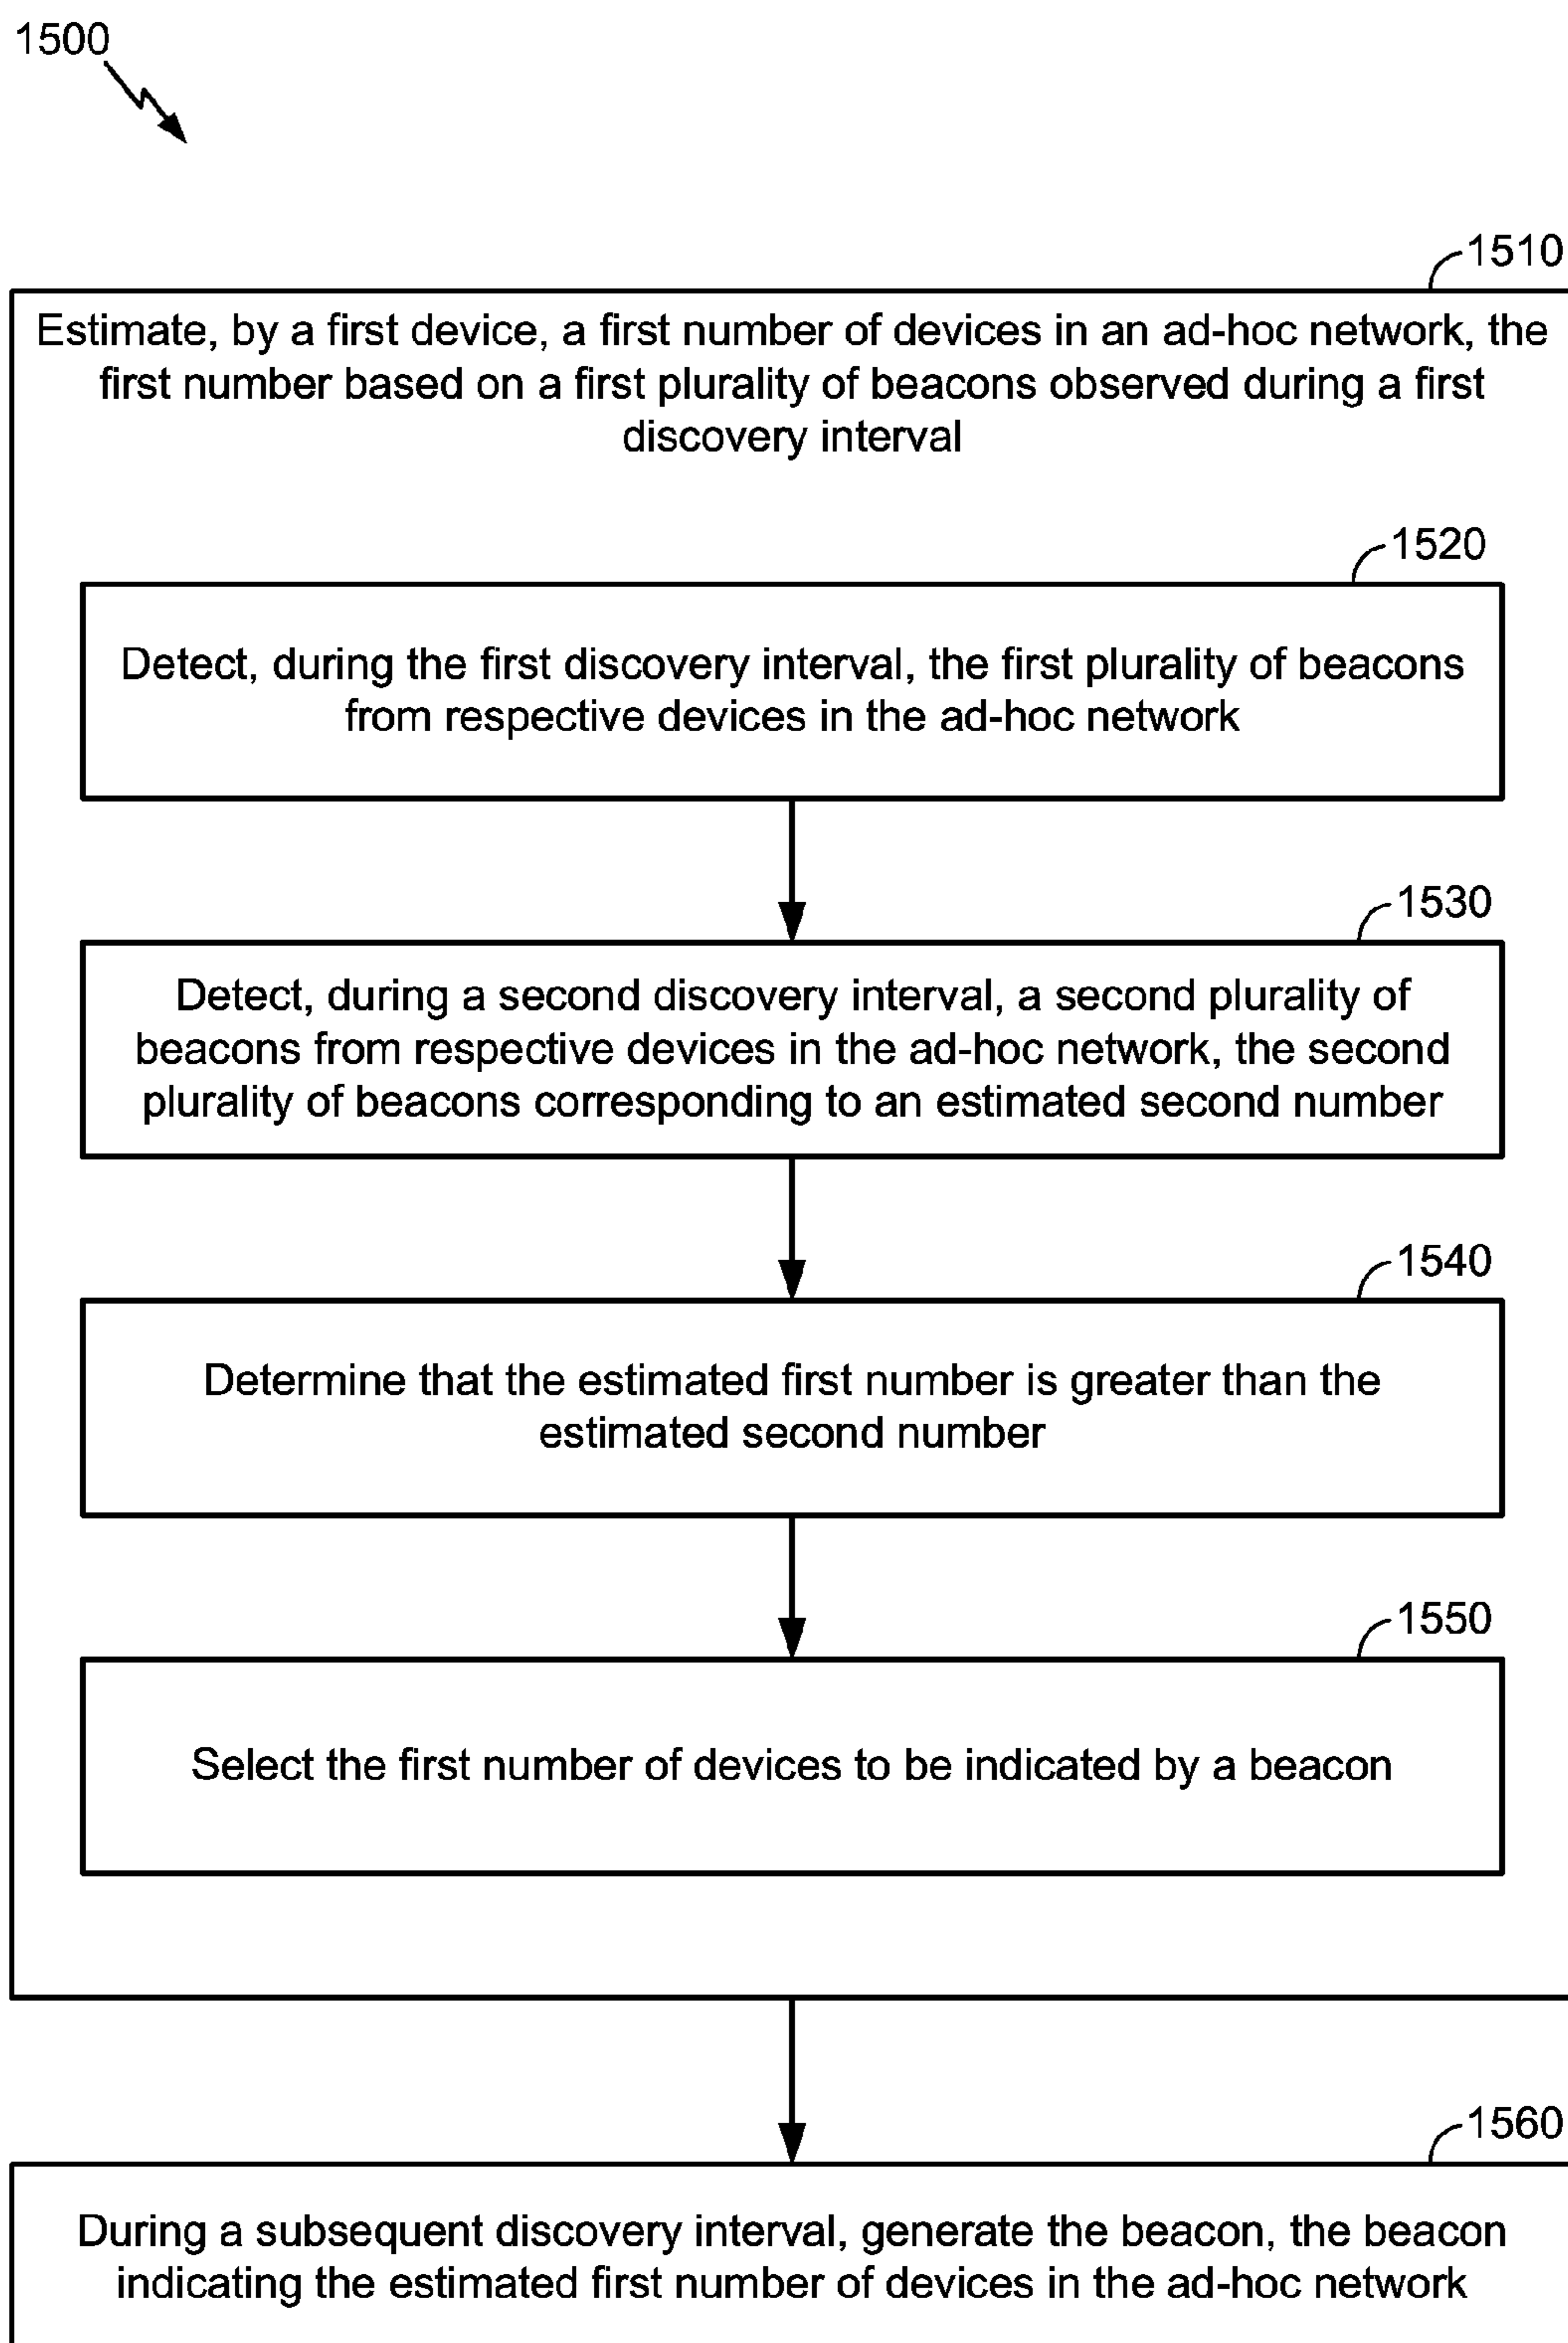 1500
1510
Estimate, by a first device, a first number of devices in an ad-hoc network, the
first number based on a first plurality of beacons observed during a first
discovery interval
1520
Detect, during the first discovery interval, the first plurality of beacons
from respective devices in the ad-hoc network
1530
Detect, during a second discovery interval, a second plurality of
beacons from respective devices in the ad-hoc network, the second
plurality of beacons corresponding to an estimated second number
1540
Determine that the estimated first number is greater than the
estimated second number
1550
Select the first number of devices to be indicated by a beacon
1560
During a subsequent discovery interval, generate the beacon, the beacon
indicating the estimated first number of devices in the ad-hoc network